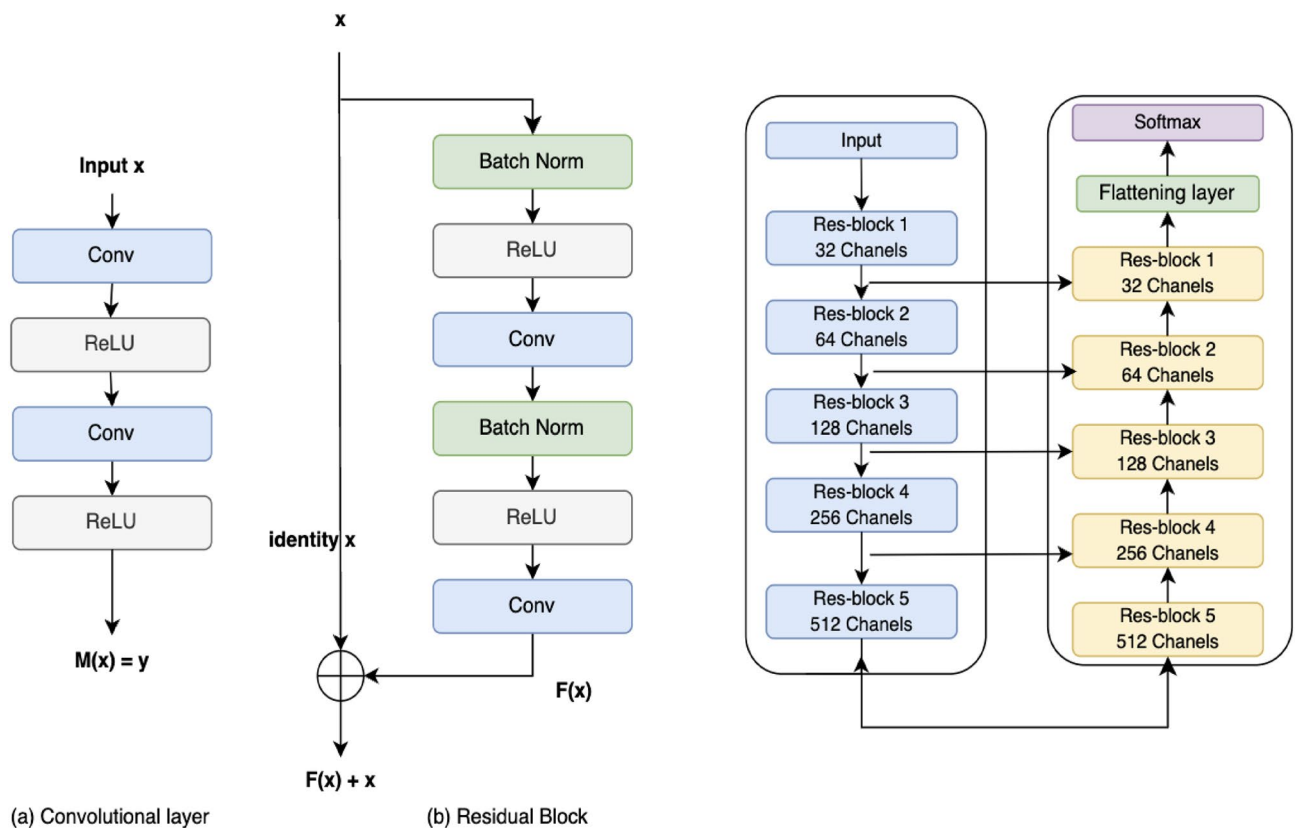 Input x
Conv
ReLU
Conv
ReLU
M(x) = y
(a) Convolutional layer
x
Batch Norm
ReLU
Conv
Batch Norm
ReLU
Conv
identity x
F(x)
F(x) + x
(b) Residual Block
Input
Res-block 1
32 Chanels
Res-block 2
64 Chanels
Res-block 3
128 Chanels
Res-block 4
256 Chanels
Res-block 5
512 Chanels
Softmax
Flattening layer
Res-block 1
32 Chanels
Res-block 2
64 Chanels
Res-block 3
128 Chanels
Res-block 4
256 Chanels
Res-block 5
512 Chanels